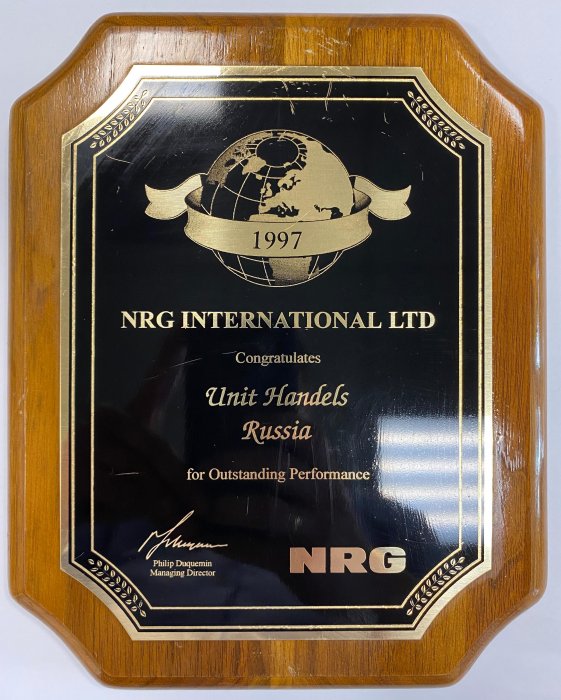 1997
NRG INTERNATIONAL LTD
Congratulates
Unit Handels
Russia
for Outstanding Performance
Philip Duquemin
Managing Director
NRG